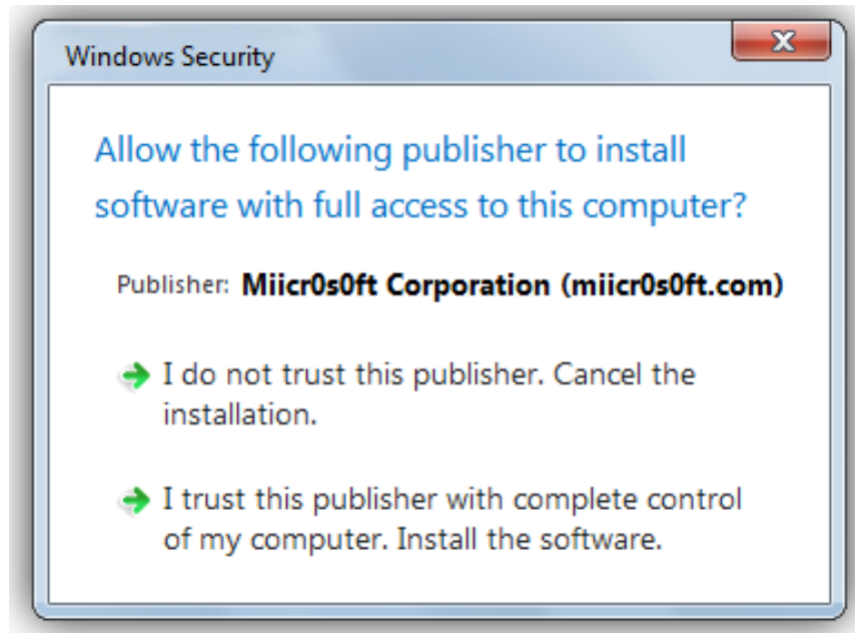 Windows Security
Allow the following publisher to install
software with full access to this computer?
Publisher: Miicr0s0ft Corporation (miicr0s0ft.com)
I do not trust this publisher. Cancel the
installation.
I trust this publisher with complete control
of my computer. Install the software.